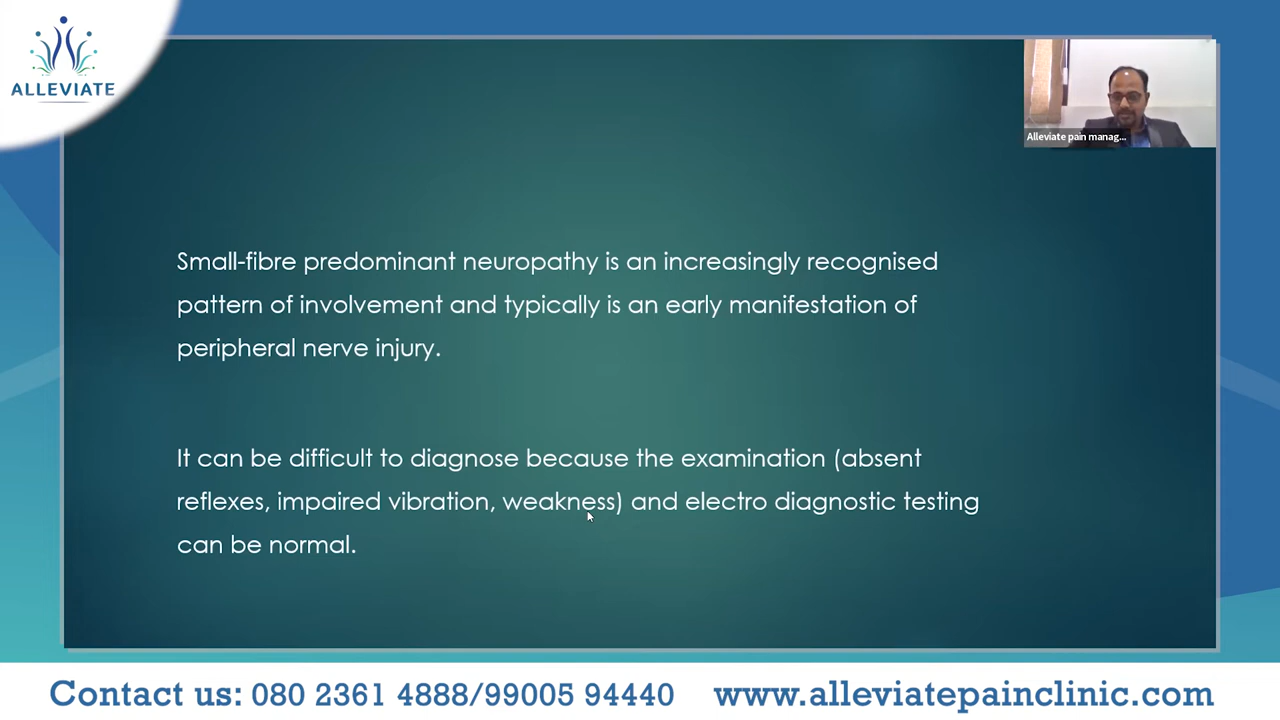 ALLEVIATE
Alleviate pain manag...
Small-fibre predominant neuropathy is an increasingly recognised
pattern of involvement and typically is an early manifestation of
peripheral nerve injury.
It can be difficult to diagnose because the examination (absent
reflexes, impaired vibration, weakness) and electro diagnostic testing
can be normal.
Contact us: 080 2361 4888/99005 94440 www.alleviatepainclinic.com